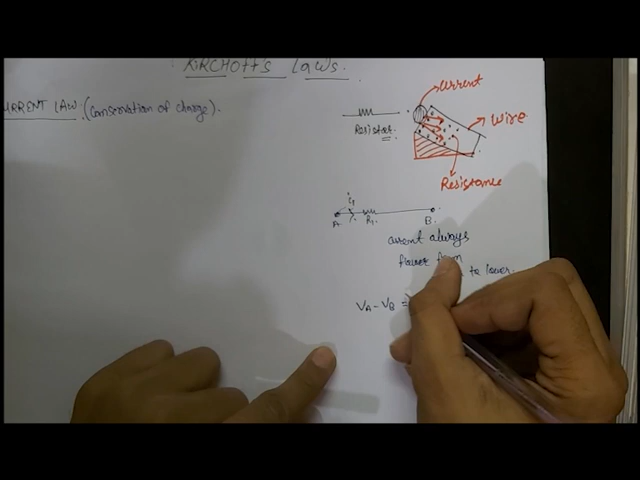 KIRCHOFF's LAWS.
URRENT LAW. (Conservation of charge).
current
Resistor.
Wire
Resistance
i1
A
R1
B
current always
flows from
to lower.
VA - VB =